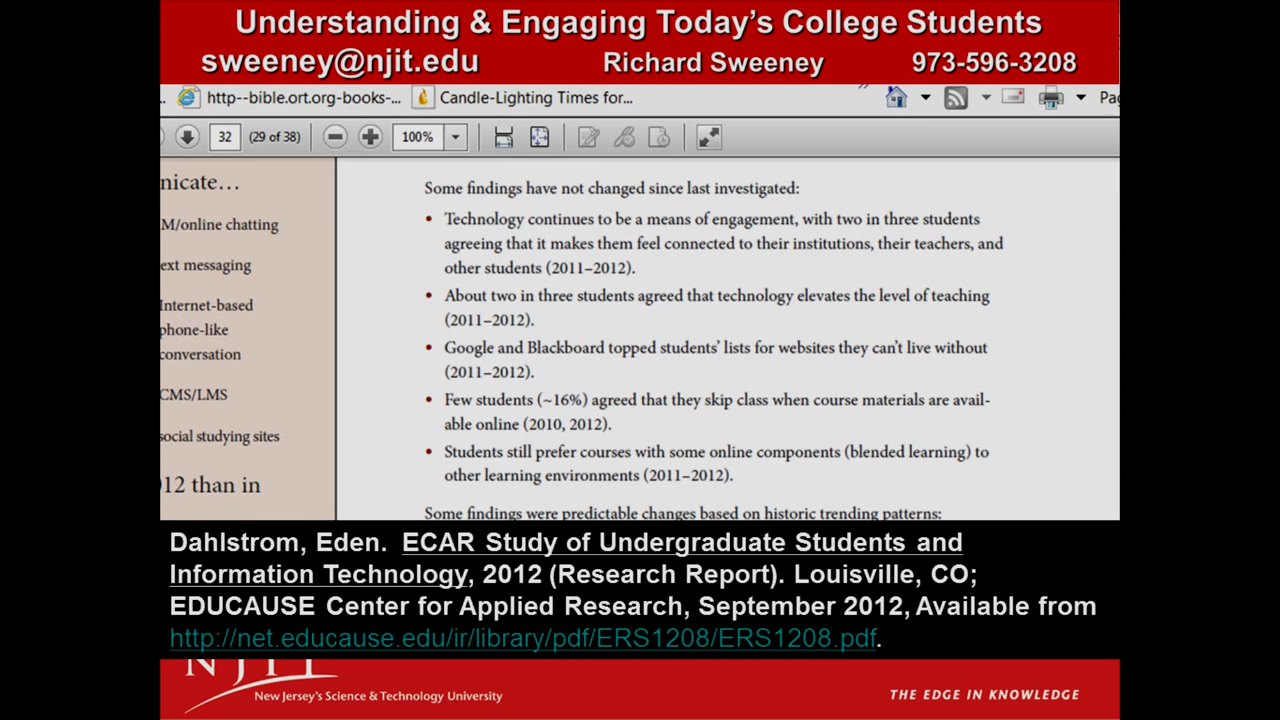 Understanding & Engaging Today's College Students
sweeney@njit.edu Richard Sweeney 973-596-3208
.. http--bible.ort.org-books-... Candle-Lighting Times for... Pag
32 (29 of 38) 100%
nicate…
M/online chatting
ext messaging
Internet-based
phone-like
conversation
CMS/LMS
social studying sites
12 than in
Some findings have not changed since last investigated:
• Technology continues to be a means of engagement, with two in three students
agreeing that it makes them feel connected to their institutions, their teachers, and
other students (2011–2012).
• About two in three students agreed that technology elevates the level of teaching
(2011–2012).
• Google and Blackboard topped students' lists for websites they can't live without
(2011–2012).
• Few students (~16%) agreed that they skip class when course materials are avail-
able online (2010, 2012).
• Students still prefer courses with some online components (blended learning) to
other learning environments (2011–2012).
Some findings were predictable changes based on historic trending patterns:
Dahlstrom, Eden. ECAR Study of Undergraduate Students and
Information Technology, 2012 (Research Report). Louisville, CO;
EDUCAUSE Center for Applied Research, September 2012, Available from
http://net.educause.edu/ir/library/pdf/ERS1208/ERS1208.pdf.
NJIT
New Jersey's Science & Technology University
THE EDGE IN KNOWLEDGE